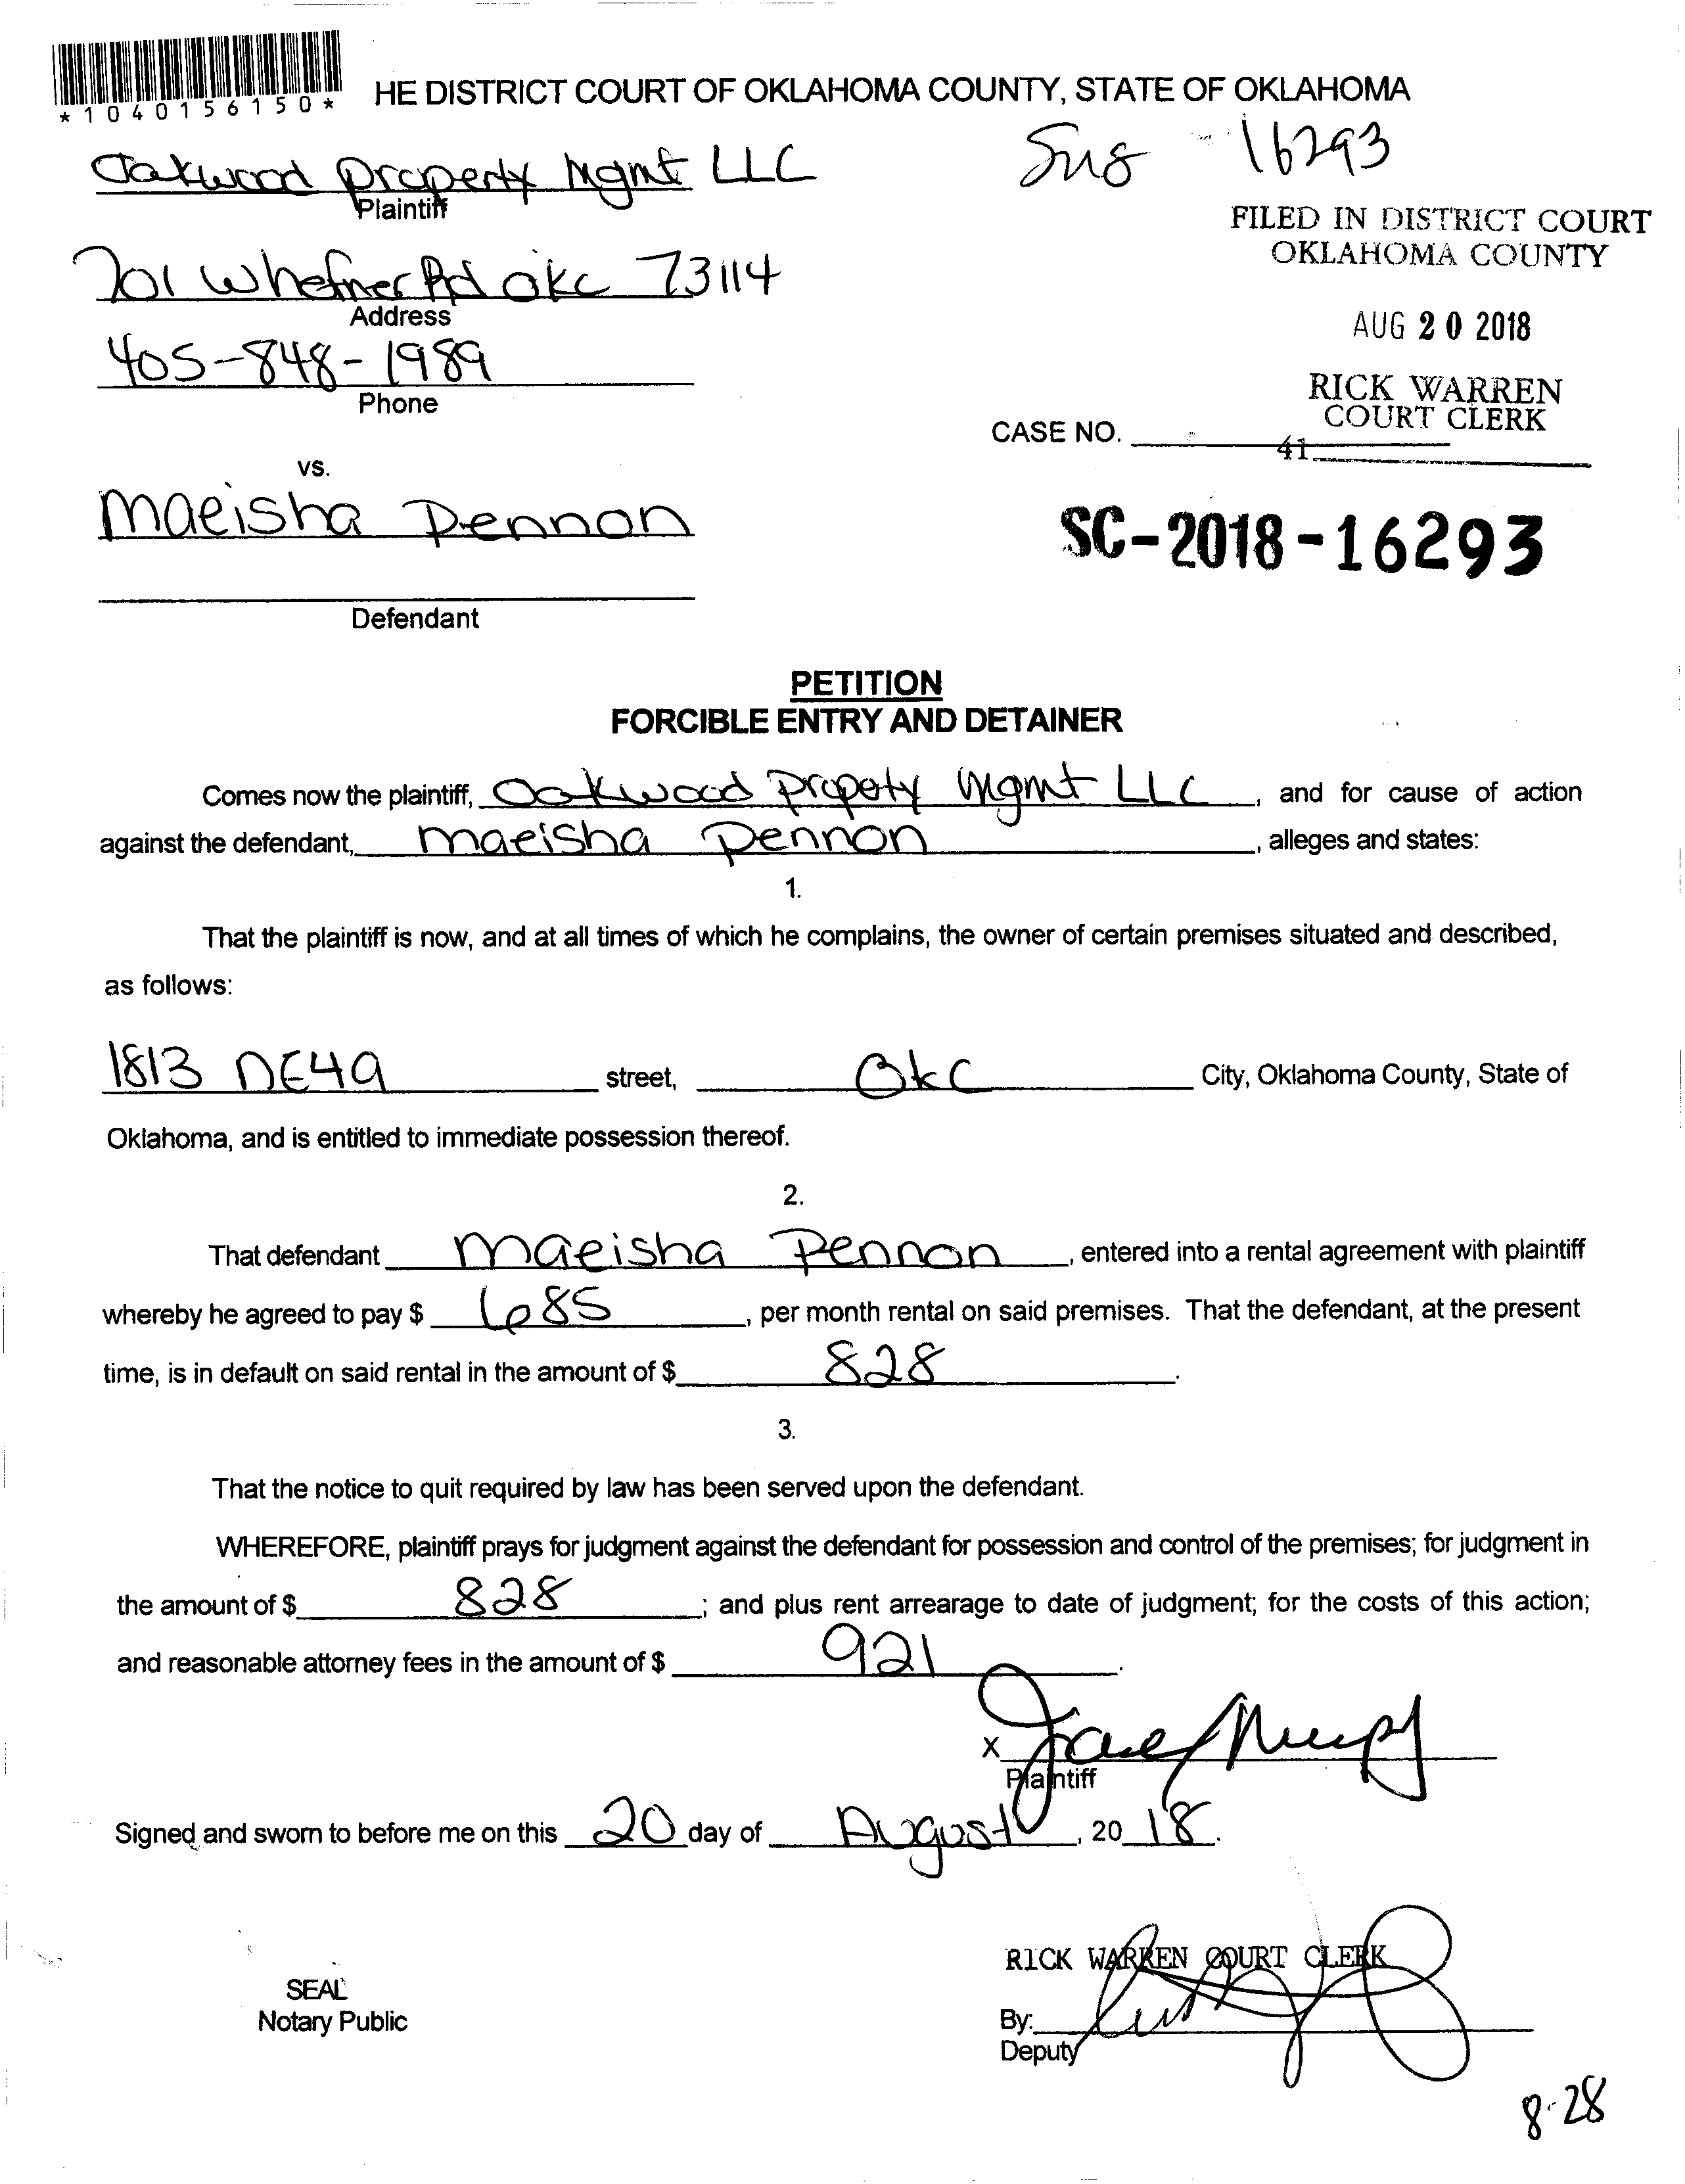 *1040156150*
HE DISTRICT COURT OF OKLAHOMA COUNTY, STATE OF OKLAHOMA
16293
Oakwood Property Mgmt LLC
Plaintiff
FILED IN DISTRICT COURT
OKLAHOMA COUNTY
701 Rd okc 73114
Address
AUG 20 2018
405-848-1989
Phone
RICK WARREN
COURT CLERK
CASE NO.
41
vs.
maeisha Pennon
SC-2018-16293
Defendant
PETITION
FORCIBLE ENTRY AND DETAINER
Comes now the plaintiff, Oakwood Propety Mgmt LLC, and for cause of action
against the defendant, maeisha Pennon, alleges and states:
1.
That the plaintiff is now, and at all times of which he complains, the owner of certain premises situated and described,
as follows:
1813 NE49 street, OkC City, Oklahoma County, State of
Oklahoma, and is entitled to immediate possession thereof.
2.
That defendant maeisha Pennon, entered into a rental agreement with plaintiff
whereby he agreed to pay $ 685, per month rental on said premises. That the defendant, at the present
time, is in default on said rental in the amount of $ 828.
3.
That the notice to quit required by law has been served upon the defendant.
WHEREFORE, plaintiff prays for judgment against the defendant for possession and control of the premises; for judgment in
the amount of $ 828; and plus rent arrearage to date of judgment; for the costs of this action;
and reasonable attorney fees in the amount of $ 921.
X
Plaintiff
Signed and sworn to before me on this 20 day of August, 2018.
RICK WARREN COURT CLERK
SEAL
Notary Public
By:
Deputy
8-28